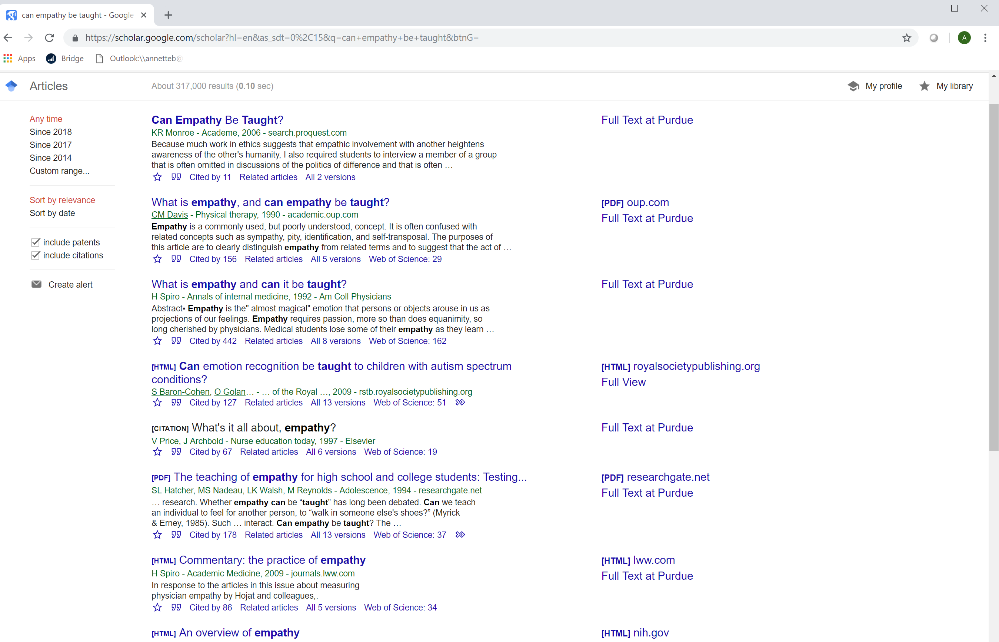 can empathy be taught - Google
https://scholar.google.com/scholar?hl=en&as_sdt=0%2C15&q=can+empathy+be+taught&btnG=
A
Apps
Bridge
Outlook:\\annetteb@
Articles
About 317,000 results (0.10 sec)
My profile
My library
Any time
Since 2018
Since 2017
Since 2014
Custom range...
Sort by relevance
Sort by date
include patents
include citations
Create alert
Can Empathy Be Taught?
Full Text at Purdue
KR Monroe - Academe, 2006 - search.proquest.com
Because much work in ethics suggests that empathic involvement with another heightens
awareness of the other's humanity, I also required students to interview a member of a group
that is often omitted in discussions of the politics of difference and that is often …
Cited by 11 Related articles All 2 versions
What is empathy, and can empathy be taught?
[PDF] oup.com
CM Davis - Physical therapy, 1990 - academic.oup.com
Full Text at Purdue
Empathy is a commonly used, but poorly understood, concept. It is often confused with
related concepts such as sympathy, pity, identification, and self-transposal. The purposes of
this article are to clearly distinguish empathy from related terms and to suggest that the act of …
Cited by 156 Related articles All 5 versions Web of Science: 29
What is empathy and can it be taught?
Full Text at Purdue
H Spiro - Annals of internal medicine, 1992 - Am Coll Physicians
Abstract▪ Empathy is the" almost magical" emotion that persons or objects arouse in us as
projections of our feelings. Empathy requires passion, more so than does equanimity, so
long cherished by physicians. Medical students lose some of their empathy as they learn …
Cited by 442 Related articles All 8 versions Web of Science: 162
[HTML] Can emotion recognition be taught to children with autism spectrum
conditions?
[HTML] royalsocietypublishing.org
Full View
S Baron-Cohen, O Golan… - … of the Royal …, 2009 - rstb.royalsocietypublishing.org
Cited by 127 Related articles All 13 versions Web of Science: 51
[CITATION] What's it all about, empathy?
Full Text at Purdue
V Price, J Archbold - Nurse education today, 1997 - Elsevier
Cited by 67 Related articles All 6 versions Web of Science: 19
[PDF] The teaching of empathy for high school and college students: Testing...
[PDF] researchgate.net
SL Hatcher, MS Nadeau, LK Walsh, M Reynolds - Adolescence, 1994 - researchgate.net
Full Text at Purdue
… research. Whether empathy can be “taught” has long been debated. Can we teach
an individual to feel for another person, to “walk in someone else's shoes?” (Myrick
& Erney, 1985). Such … interact. Can empathy be taught? The …
Cited by 178 Related articles All 13 versions Web of Science: 37
[HTML] Commentary: the practice of empathy
[HTML] lww.com
H Spiro - Academic Medicine, 2009 - journals.lww.com
Full Text at Purdue
In response to the articles in this issue about measuring
physician empathy by Hojat and colleagues,.
Cited by 86 Related articles All 5 versions Web of Science: 34
[HTML] An overview of empathy
[HTML] nih.gov